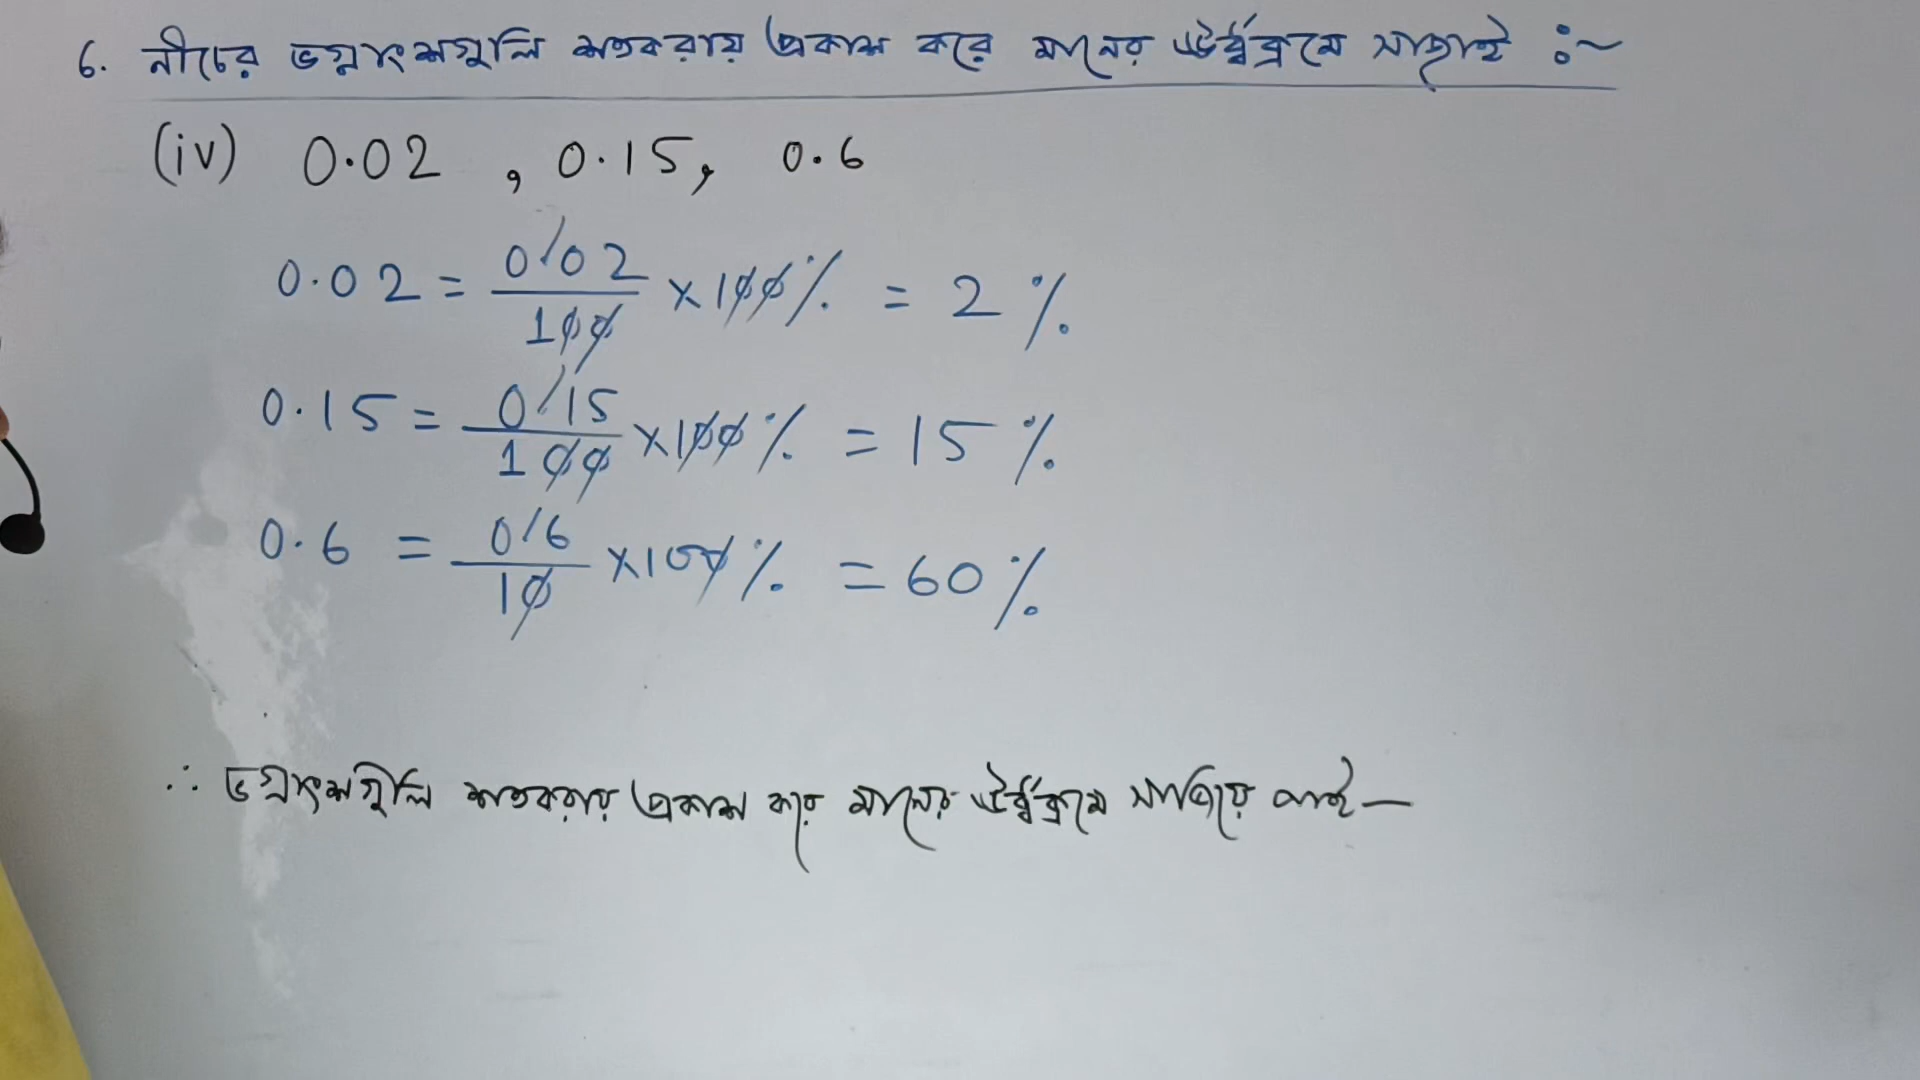 6. নীচের ভগ্নাংশগুলি শতকরায় প্রকাশ করে মানের ঊর্ধ্বক্রমে সাজাই :~
(iv) 0.02 , 0.15, 0.6
0.02 = 0/02 / 100 × 100% = 2%
0.15 = 0/15 / 100 × 100% = 15%
0.6 = 0/6 / 10 × 100% = 60%
∴ ভগ্নাংশগুলি শতকরায় প্রকাশ করে মানের ঊর্ধ্বক্রমে সাজিয়ে পাই—